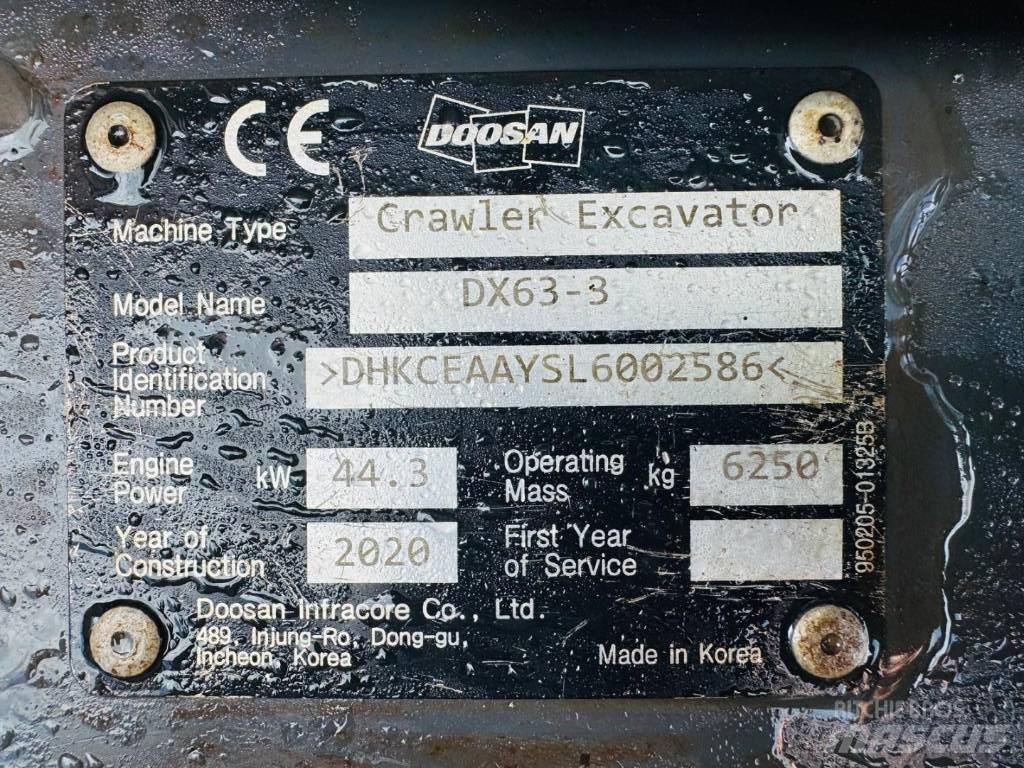 CE DOOSAN
Machine Type Crawler Excavator
Model Name DX63-3
Product
Identification
Number >DHKCEAAYSL6002586<
Engine
Power kW 44.3 Operating
Mass kg 6250
Year of
Construction 2020 First Year
of Service
Doosan Infracore Co., Ltd.
489, Injung-Ro, Dong-gu,
Incheon, Korea
Made in Korea
950205-01325B
mascus